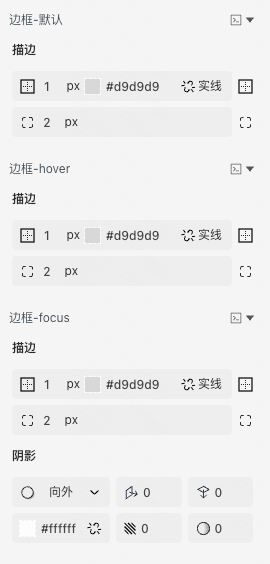 边框-默认
描边
1 px #d9d9d9 实线
2 px
边框-hover
描边
1 px #d9d9d9 实线
2 px
边框-focus
描边
1 px #d9d9d9 实线
2 px
阴影
向外 0 0
#ffffff 0 0